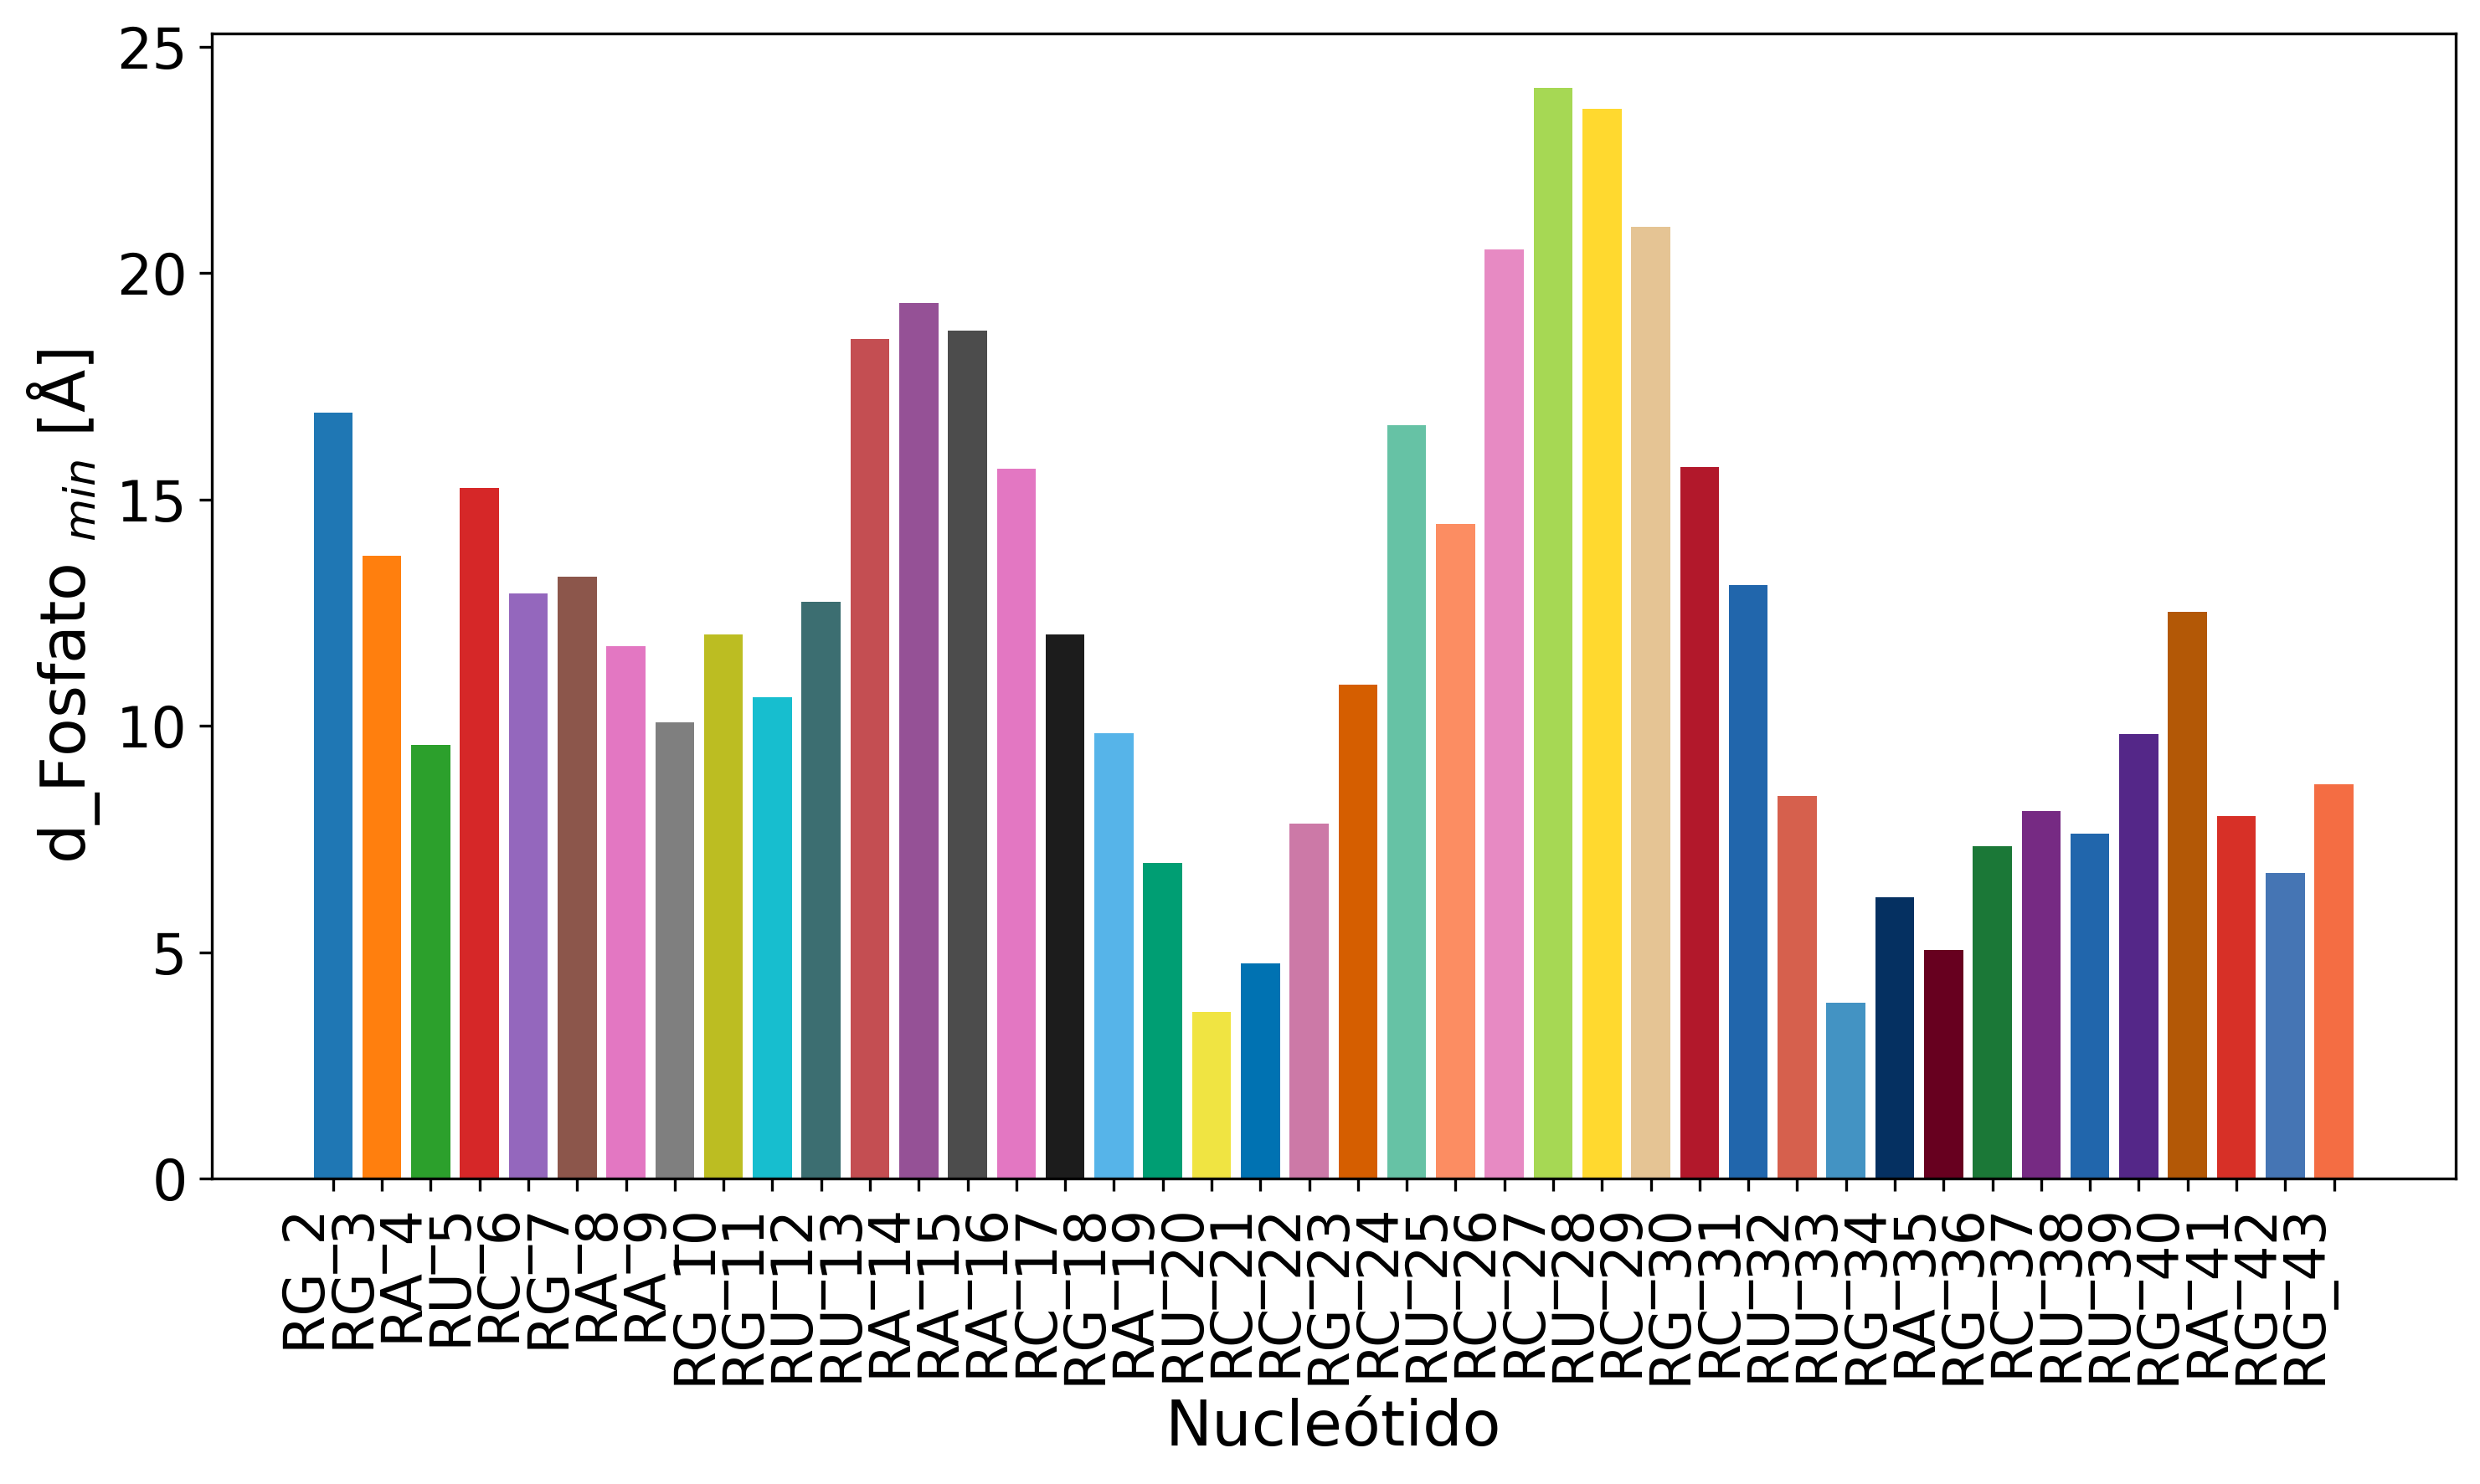 25
20
15
10
5
0
d_Fosfato min [Å]
RG_2
RG_3
RA_4
RU_5
RC_6
RG_7
RA_8
RA_9
RG_10
RG_11
RU_12
RU_13
RA_14
RA_15
RA_16
RC_17
RG_18
RA_19
RU_20
RC_21
RC_22
RG_23
RC_24
RU_25
RC_26
RC_27
RU_28
RC_29
RG_30
RC_31
RU_32
RU_33
RG_34
RA_35
RG_36
RC_37
RU_38
RU_39
RG_40
RA_41
RG_42
RG_43
Nucleótido